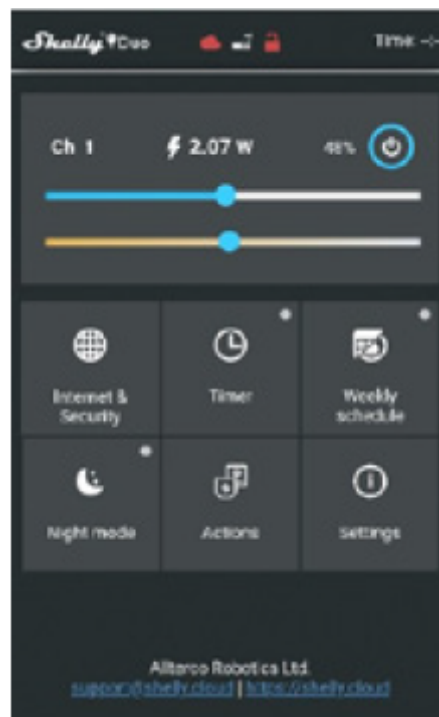 Shelly Duo Time: --:-
Ch 1 2.07 W 48%
Internet & Security
Timer
Weekly schedule
Night mode
Actions
Settings
Allterco Robotics Ltd.
support@shelly.cloud | https://shelly.cloud